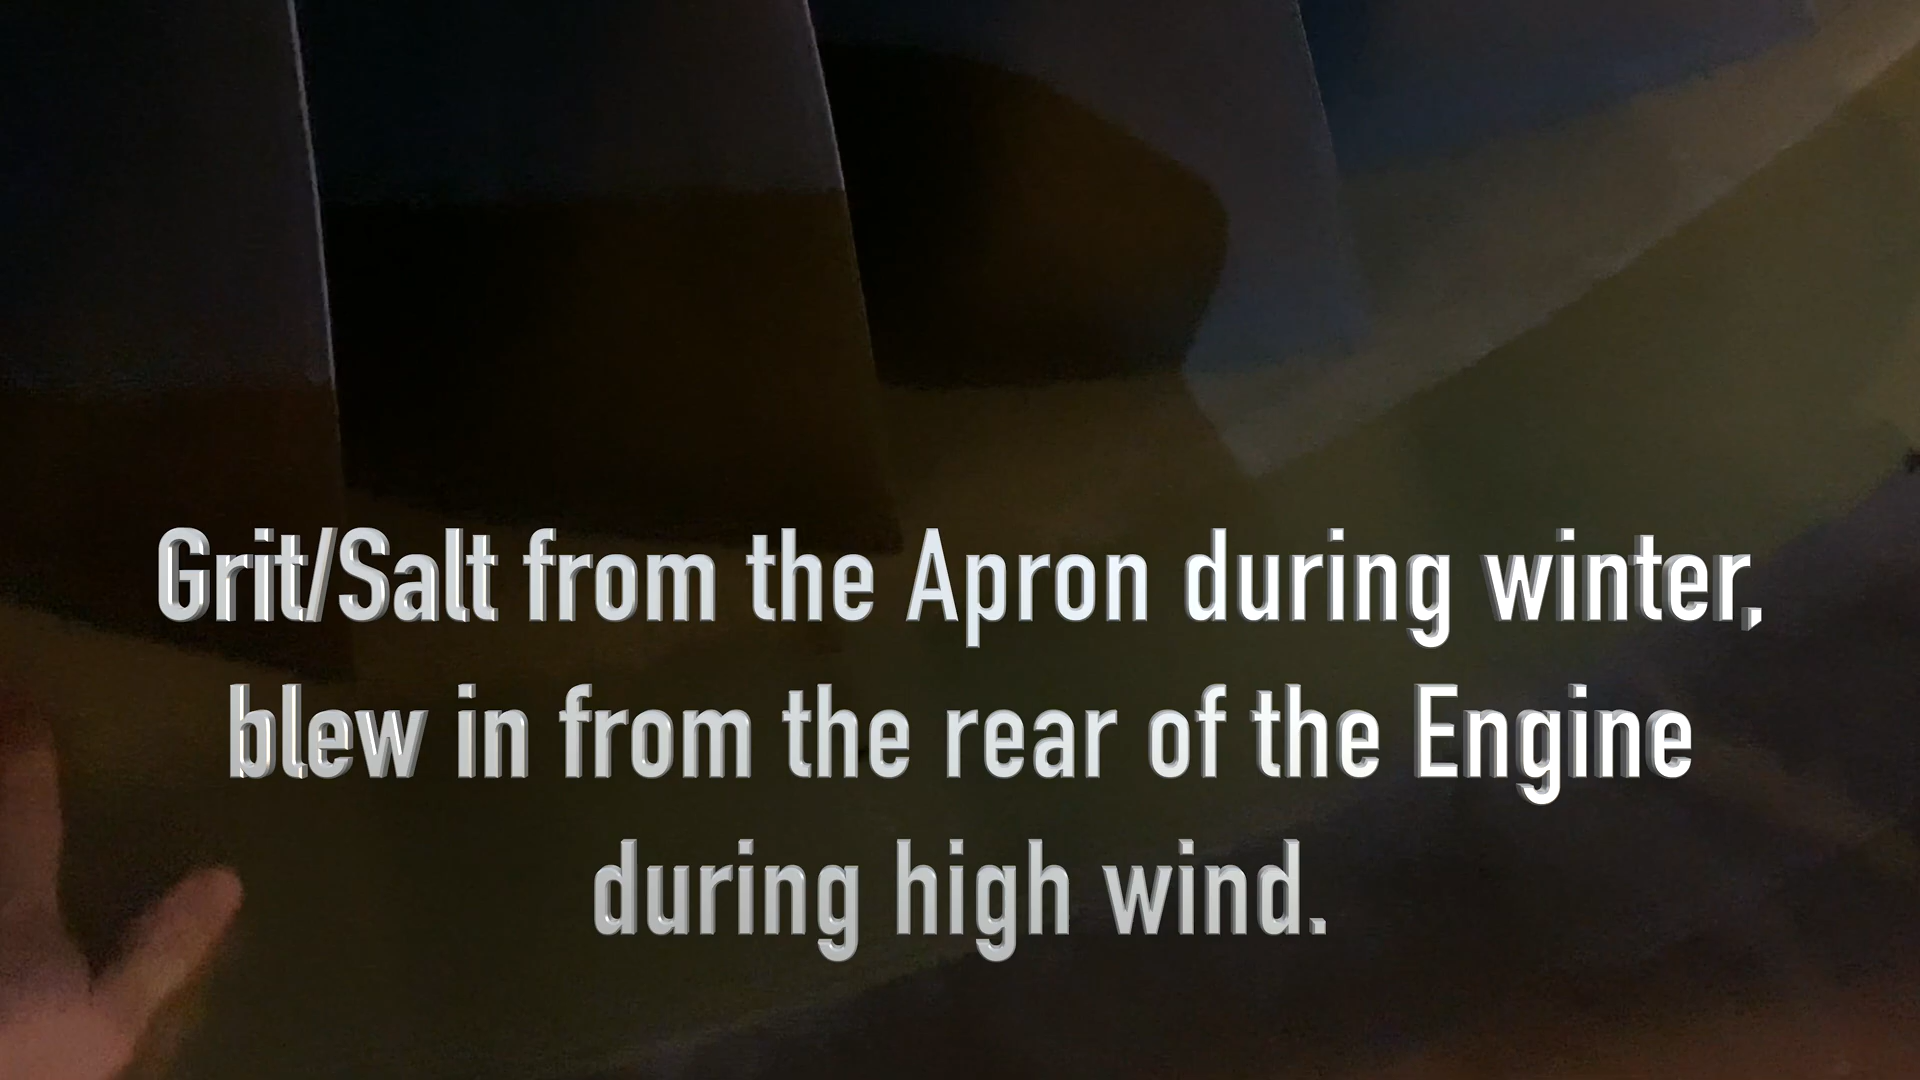 Grit/Salt from the Apron during winter,
blew in from the rear of the Engine
during high wind.